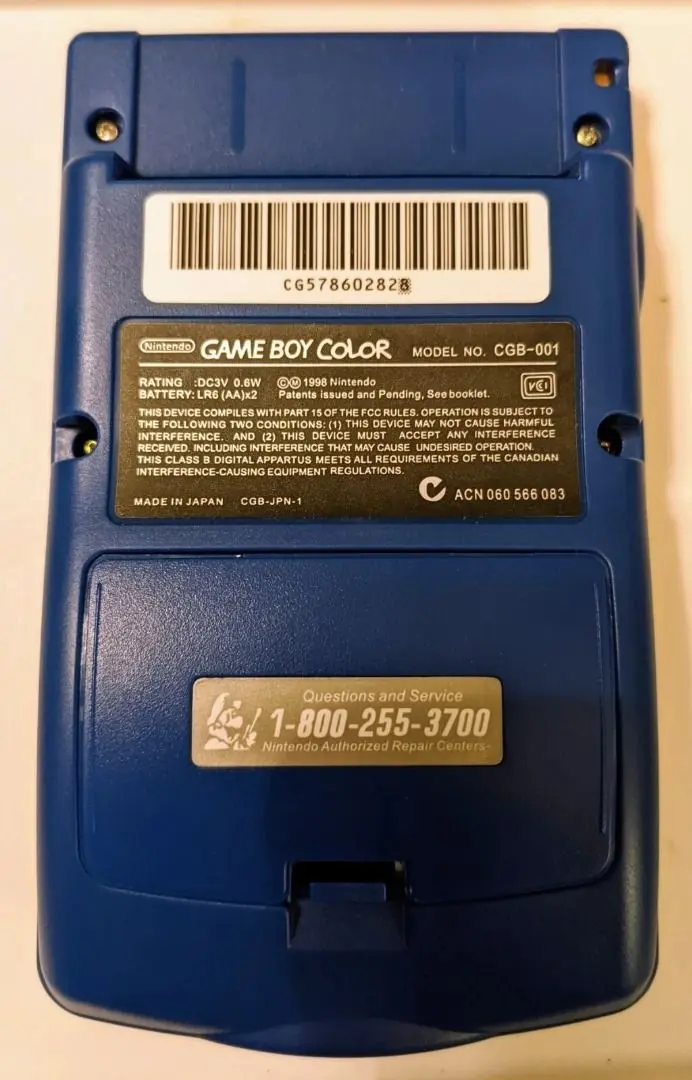 CG578602828
Nintendo GAME BOY COLOR MODEL NO. CGB-001
RATING :DC3V 0.6W ©Ⓜ 1998 Nintendo
BATTERY: LR6 (AA)x2 Patents issued and Pending, See booklet.
VCI
THIS DEVICE COMPILES WITH PART 15 OF THE FCC RULES. OPERATION IS SUBJECT TO
THE FOLLOWING TWO CONDITIONS: (1) THIS DEVICE MAY NOT CAUSE HARMFUL
INTERFERENCE. AND (2) THIS DEVICE MUST ACCEPT ANY INTERFERENCE
RECEIVED. INCLUDING INTERFERENCE THAT MAY CAUSE UNDESIRED OPERATION.
THIS CLASS B DIGITAL APPARTUS MEETS ALL REQUIREMENTS OF THE CANADIAN
INTERFERENCE-CAUSING EQUIPMENT REGULATIONS.
MADE IN JAPAN CGB-JPN-1 ACN 060 566 083
Questions and Service
1-800-255-3700
Nintendo Authorized Repair Centers-